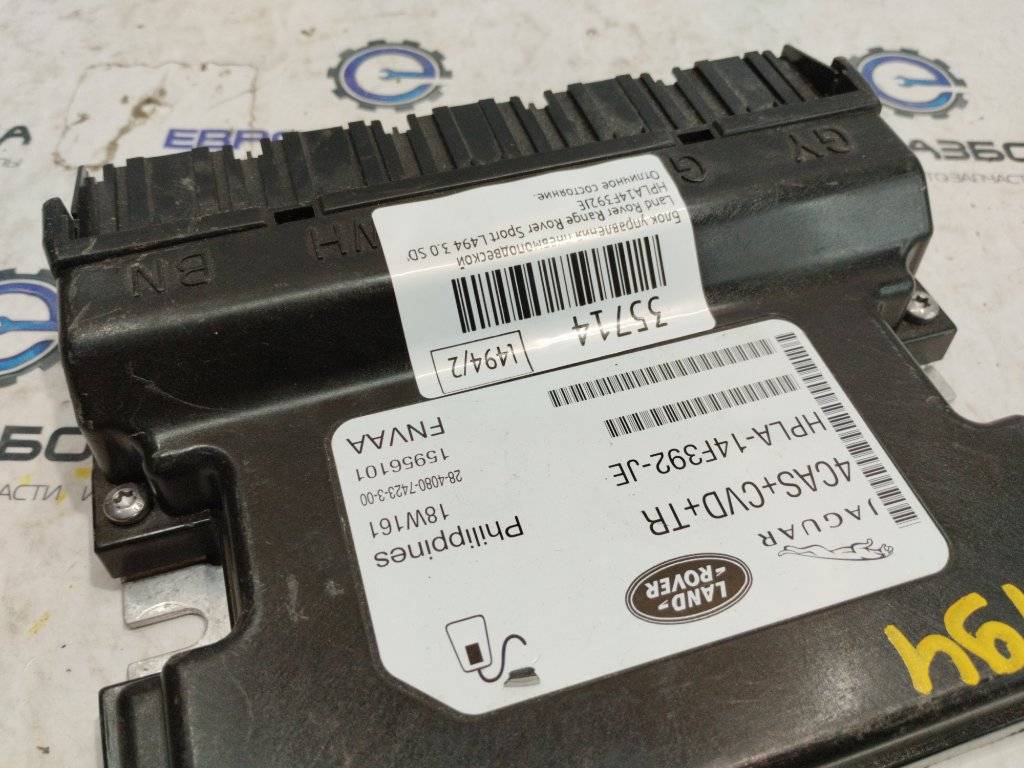 BN
WH
G
GY
Блок управления пневмоподвеской
Land Rover Range Rover Sport L494 3.0 SD
HPLA14F392JE
Отличное состояние.
35714
l494/2
JAGUAR
LAND
ROVER
4CAS+CVD+TR
HPLA-14F392-JE
Philippines
18W161
28-4080-7423-3-00
15956101
FNVAA